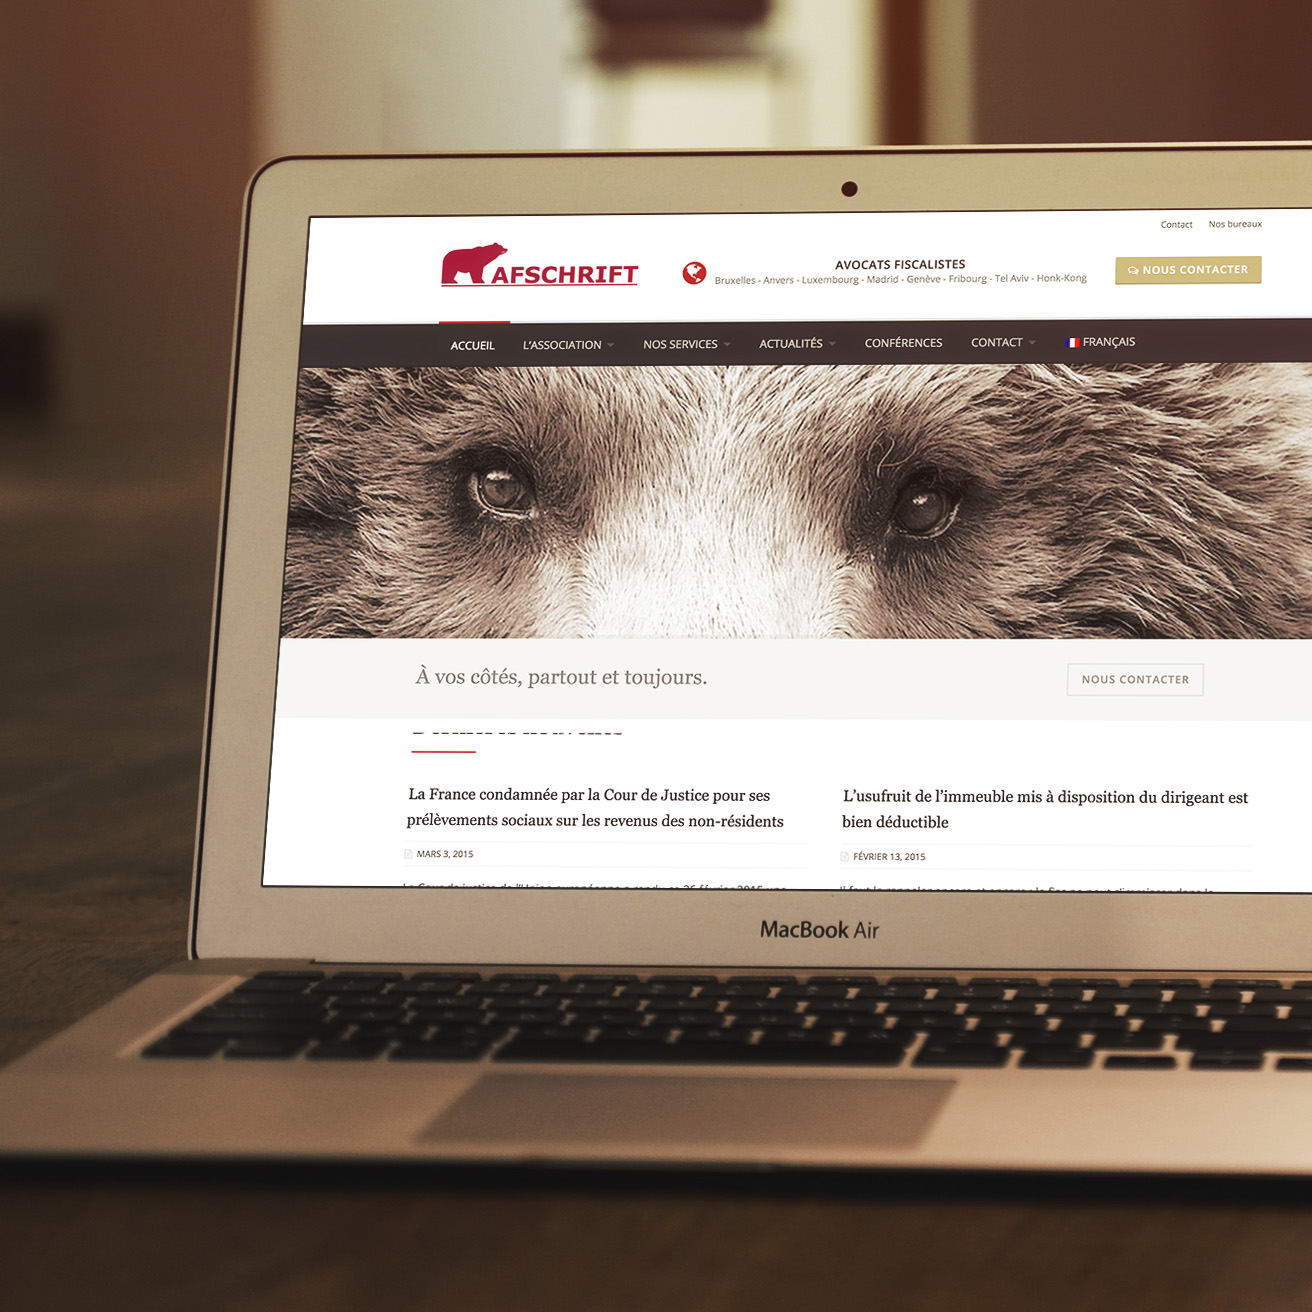 Contact Nos bureaux
AFSCHRIFT
AVOCATS FISCALISTES
Bruxelles - Anvers - Luxembourg - Madrid - Genève - Fribourg - Tel Aviv - Honk-Kong
NOUS CONTACTER
ACCUEIL L'ASSOCIATION NOS SERVICES ACTUALITÉS CONFÉRENCES CONTACT FRANÇAIS
À vos côtés, partout et toujours.
NOUS CONTACTER
La France condamnée par la Cour de Justice pour ses
prélèvements sociaux sur les revenus des non-résidents
MARS 3, 2015
L'usufruit de l'immeuble mis à disposition du dirigeant est
bien déductible
FÉVRIER 13, 2015
MacBook Air